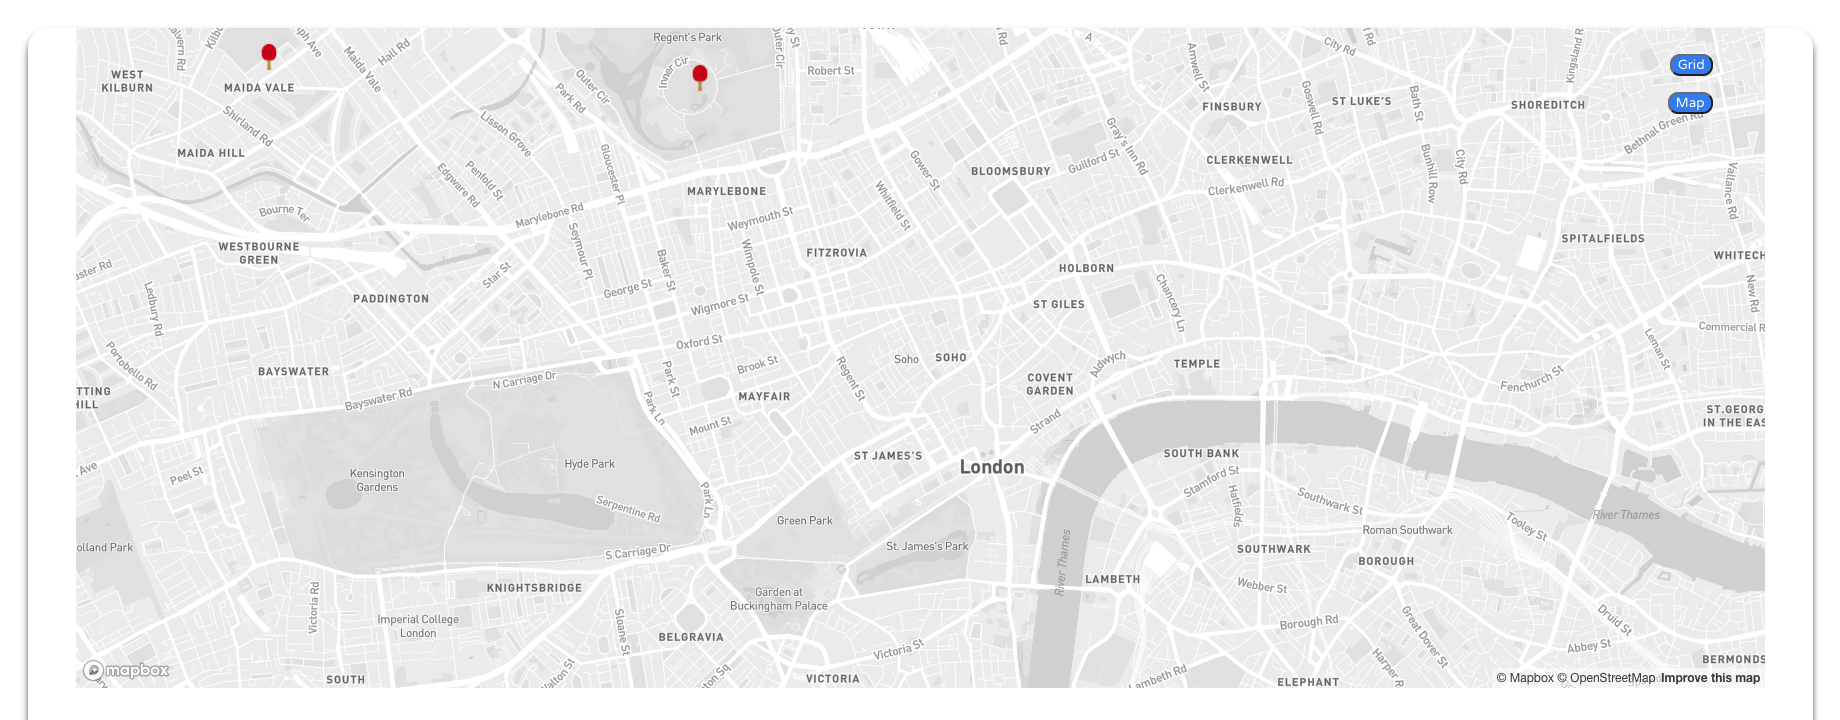 Regent's Park
Hall Rd
Maida Vale
Outer Cir
Inner Cir
Robert St
City Rd
Grid
WEST
KILBURN
MAIDA VALE
Park Rd
Arnwell St
Goswell Rd
FINSBURY
ST LUKE'S
Bath St
SHOREDITCH
Map
Shirland Rd
Lisson Grove
Gray's Inn Rd
Bethnal Green Rd
MAIDA HILL
Edgware Rd
Penfold St
Gloucester Pl
Gower St
BLOOMSBURY
Guilford St
CLERKENWELL
Bunhill Row
City Rd
Vallance Rd
MARYLEBONE
Whitfield St
Clerkenwell Rd
Bourne Ter
Marylebone Rd
Weymouth St
WESTBOURNE
GREEN
Seymour Pl
Baker St
Wimpole St
FITZROVIA
HOLBORN
SPITALFIELDS
WHITECH
aster Rd
Ledbury Rd
Star St
PADDINGTON
George St
Wigmore St
ST GILES
Chancery Ln
New Rd
Commercial R
Portobello Rd
Oxford St
Leman St
BAYSWATER
N Carriage Dr
Park St
Brook St
Regent St
Soho
SOHO
Aldwych
TEMPLE
COVENT
GARDEN
Fenchurch St
TTING
HILL
Bayswater Rd
Park Ln
MAYFAIR
Mount St
Strand
ST.GEORG
IN THE EAS
ST JAMES'S
SOUTH BANK
London
Ave
Peel St
Kensington
Gardens
Hyde Park
Stamford St
Serpentine Rd
Park Ln
Hatfields
Southwark St
River Thames
Green Park
Roman Southwark
Tooley St
olland Park
S Carriage Dr
St. James's Park
River Thames
SOUTHWARK
BOROUGH
KNIGHTSBRIDGE
Garden at
Buckingham Palace
LAMBETH
Webber St
Victoria Rd
Imperial College
London
Sloane St
BELGRAVIA
Borough Rd
Great Dover St
Druid St
Victoria St
Abbey St
mapbox
SOUTH
VICTORIA
Lambeth Rd
Harper R
ELEPHANT
BERMONDS
© Mapbox © OpenStreetMap Improve this map